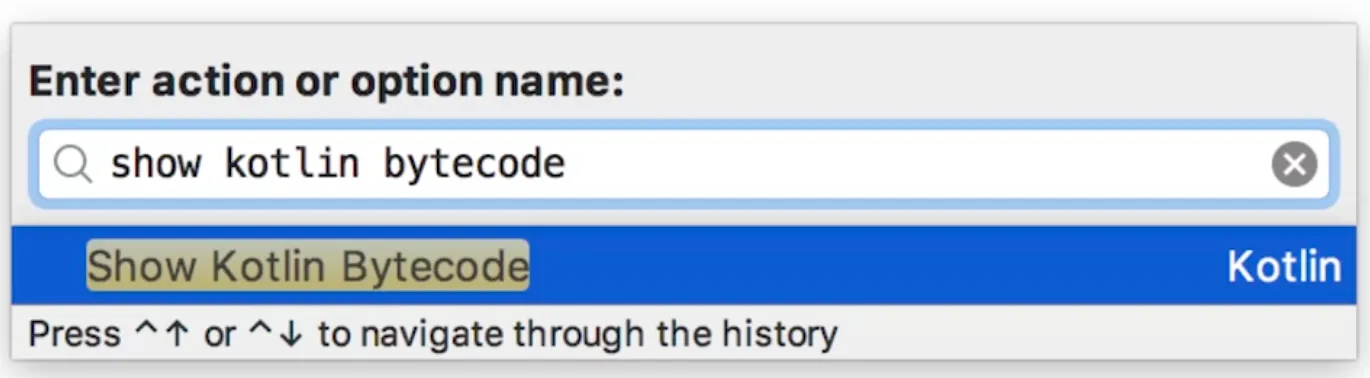 Enter action or option name:
show kotlin bytecode
Show Kotlin Bytecode Kotlin
Press ^↑ or ^↓ to navigate through the history